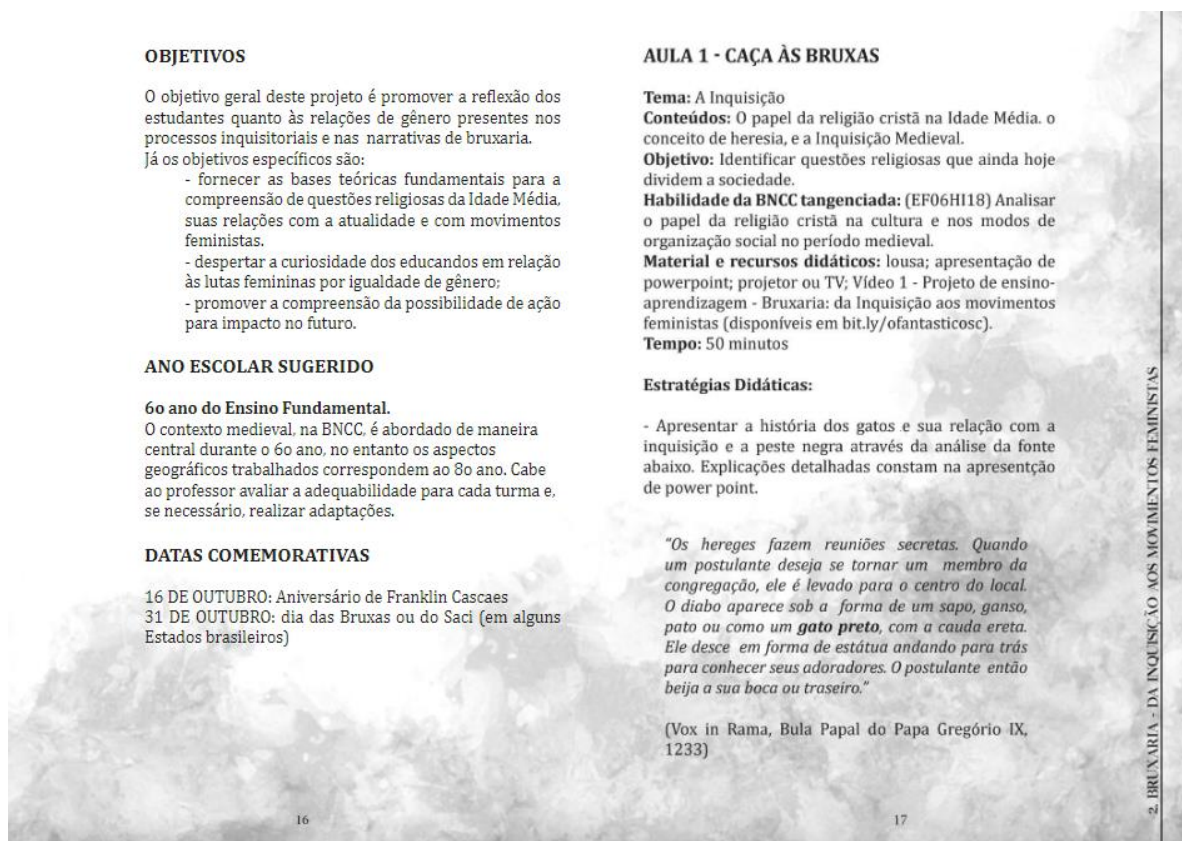 OBJETIVOS
O objetivo geral deste projeto é promover a reflexão dos
estudantes quanto às relações de gênero presentes nos
processos inquisitoriais e nas narrativas de bruxaria.
Já os objetivos específicos são:
- fornecer as bases teóricas fundamentais para a
compreensão de questões religiosas da Idade Média,
suas relações com a atualidade e com movimentos
feministas.
- despertar a curiosidade dos educandos em relação
às lutas femininas por igualdade de gênero;
- promover a compreensão da possibilidade de ação
para impacto no futuro.
ANO ESCOLAR SUGERIDO
6o ano do Ensino Fundamental.
O contexto medieval, na BNCC, é abordado de maneira
central durante o 6o ano, no entanto os aspectos
geográficos trabalhados correspondem ao 8o ano. Cabe
ao professor avaliar a adequabilidade para cada turma e,
se necessário, realizar adaptações.
DATAS COMEMORATIVAS
16 DE OUTUBRO: Aniversário de Franklin Cascaes
31 DE OUTUBRO: dia das Bruxas ou do Saci (em alguns
Estados brasileiros)
16
AULA 1 - CAÇA ÀS BRUXAS
Tema: A Inquisição
Conteúdos: O papel da religião cristã na Idade Média. o
conceito de heresia, e a Inquisição Medieval.
Objetivo: Identificar questões religiosas que ainda hoje
dividem a sociedade.
Habilidade da BNCC tangenciada: (EF06HI18) Analisar
o papel da religião cristã na cultura e nos modos de
organização social no período medieval.
Material e recursos didáticos: lousa; apresentação de
powerpoint; projetor ou TV; Vídeo 1 - Projeto de ensino-
aprendizagem - Bruxaria: da Inquisição aos movimentos
feministas (disponíveis em bit.ly/ofantasticosc).
Tempo: 50 minutos
Estratégias Didáticas:
- Apresentar a história dos gatos e sua relação com a
inquisição e a peste negra através da análise da fonte
abaixo. Explicações detalhadas constam na apresentção
de power point.
"Os hereges fazem reuniões secretas. Quando
um postulante deseja se tornar um membro da
congregação, ele é levado para o centro do local.
O diabo aparece sob a forma de um sapo, ganso,
pato ou como um gato preto, com a cauda ereta.
Ele desce em forma de estátua andando para trás
para conhecer seus adoradores. O postulante então
beija a sua boca ou traseiro."
(Vox in Rama, Bula Papal do Papa Gregório IX,
1233)
17
2. BRUXARIA - DA INQUISIÇÃO AOS MOVIMENTOS FEMINISTAS